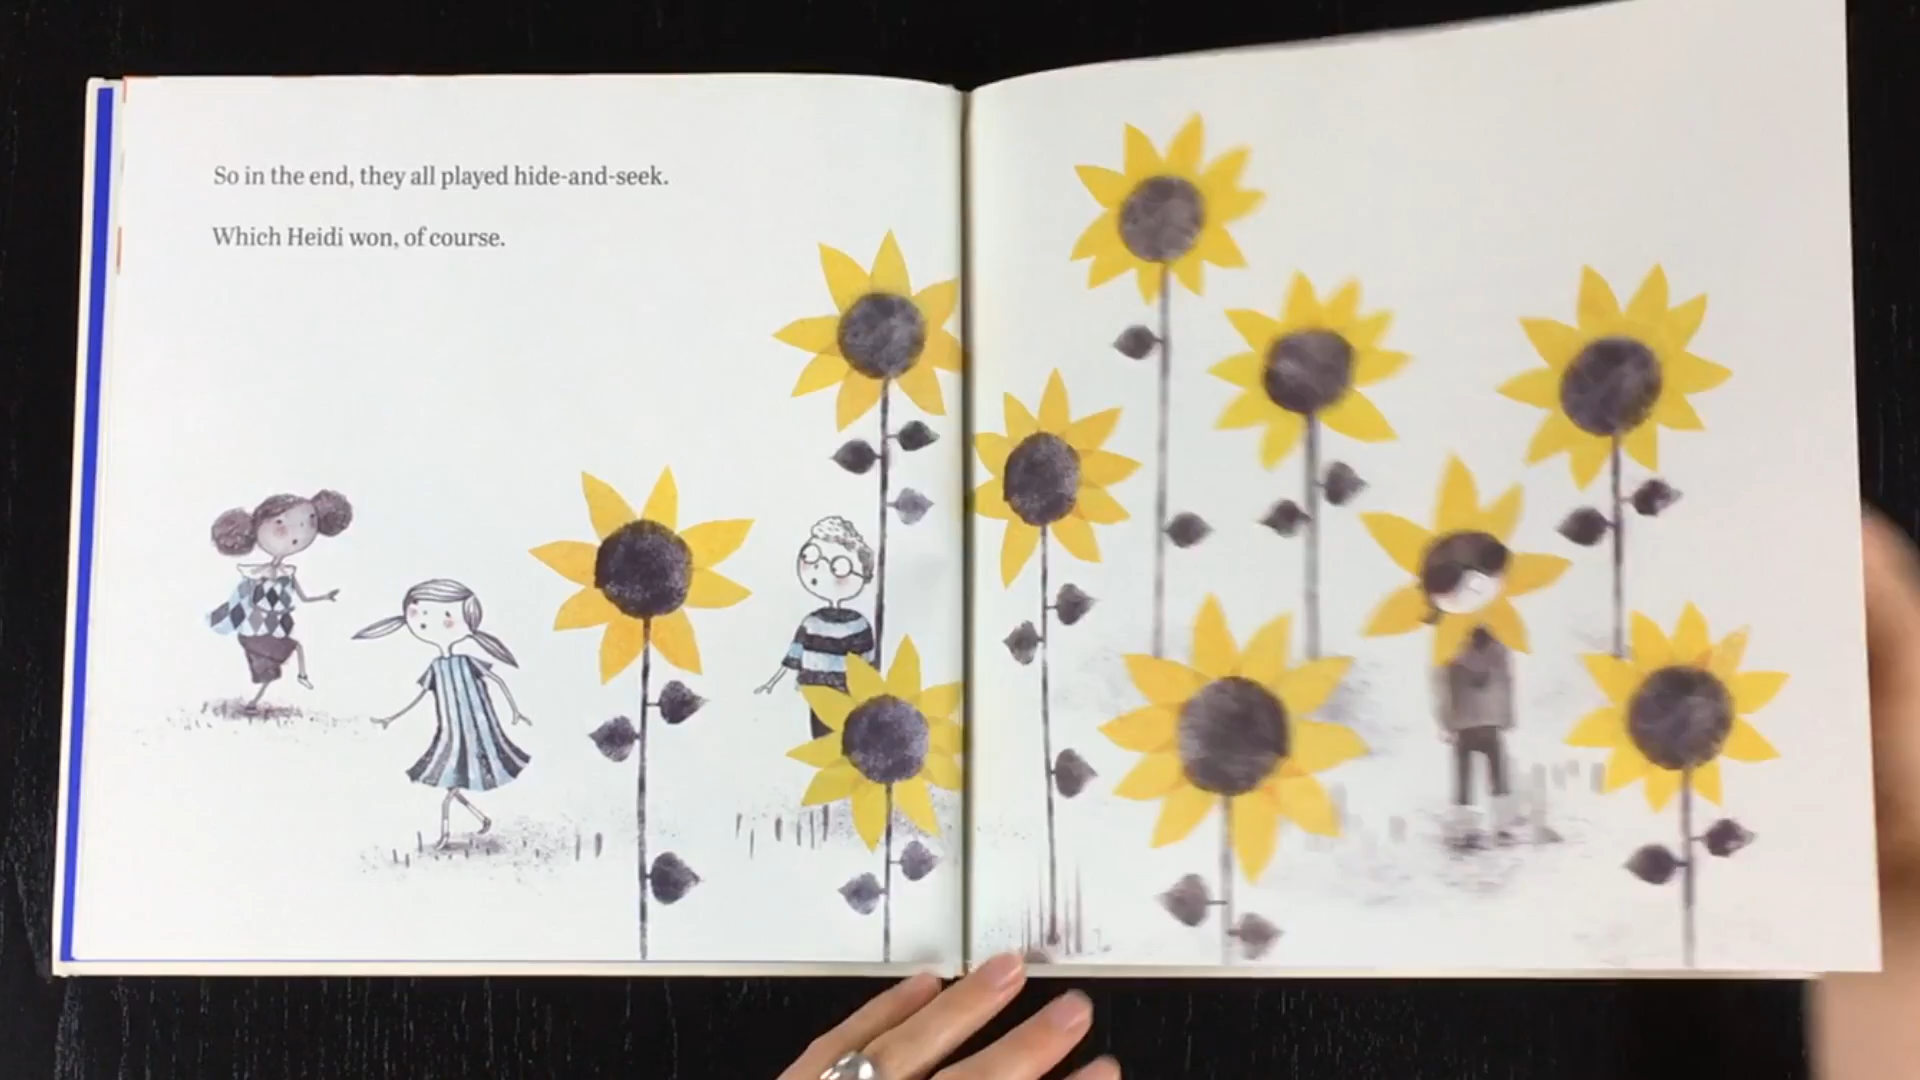 So in the end, they all played hide-and-seek.
Which Heidi won, of course.